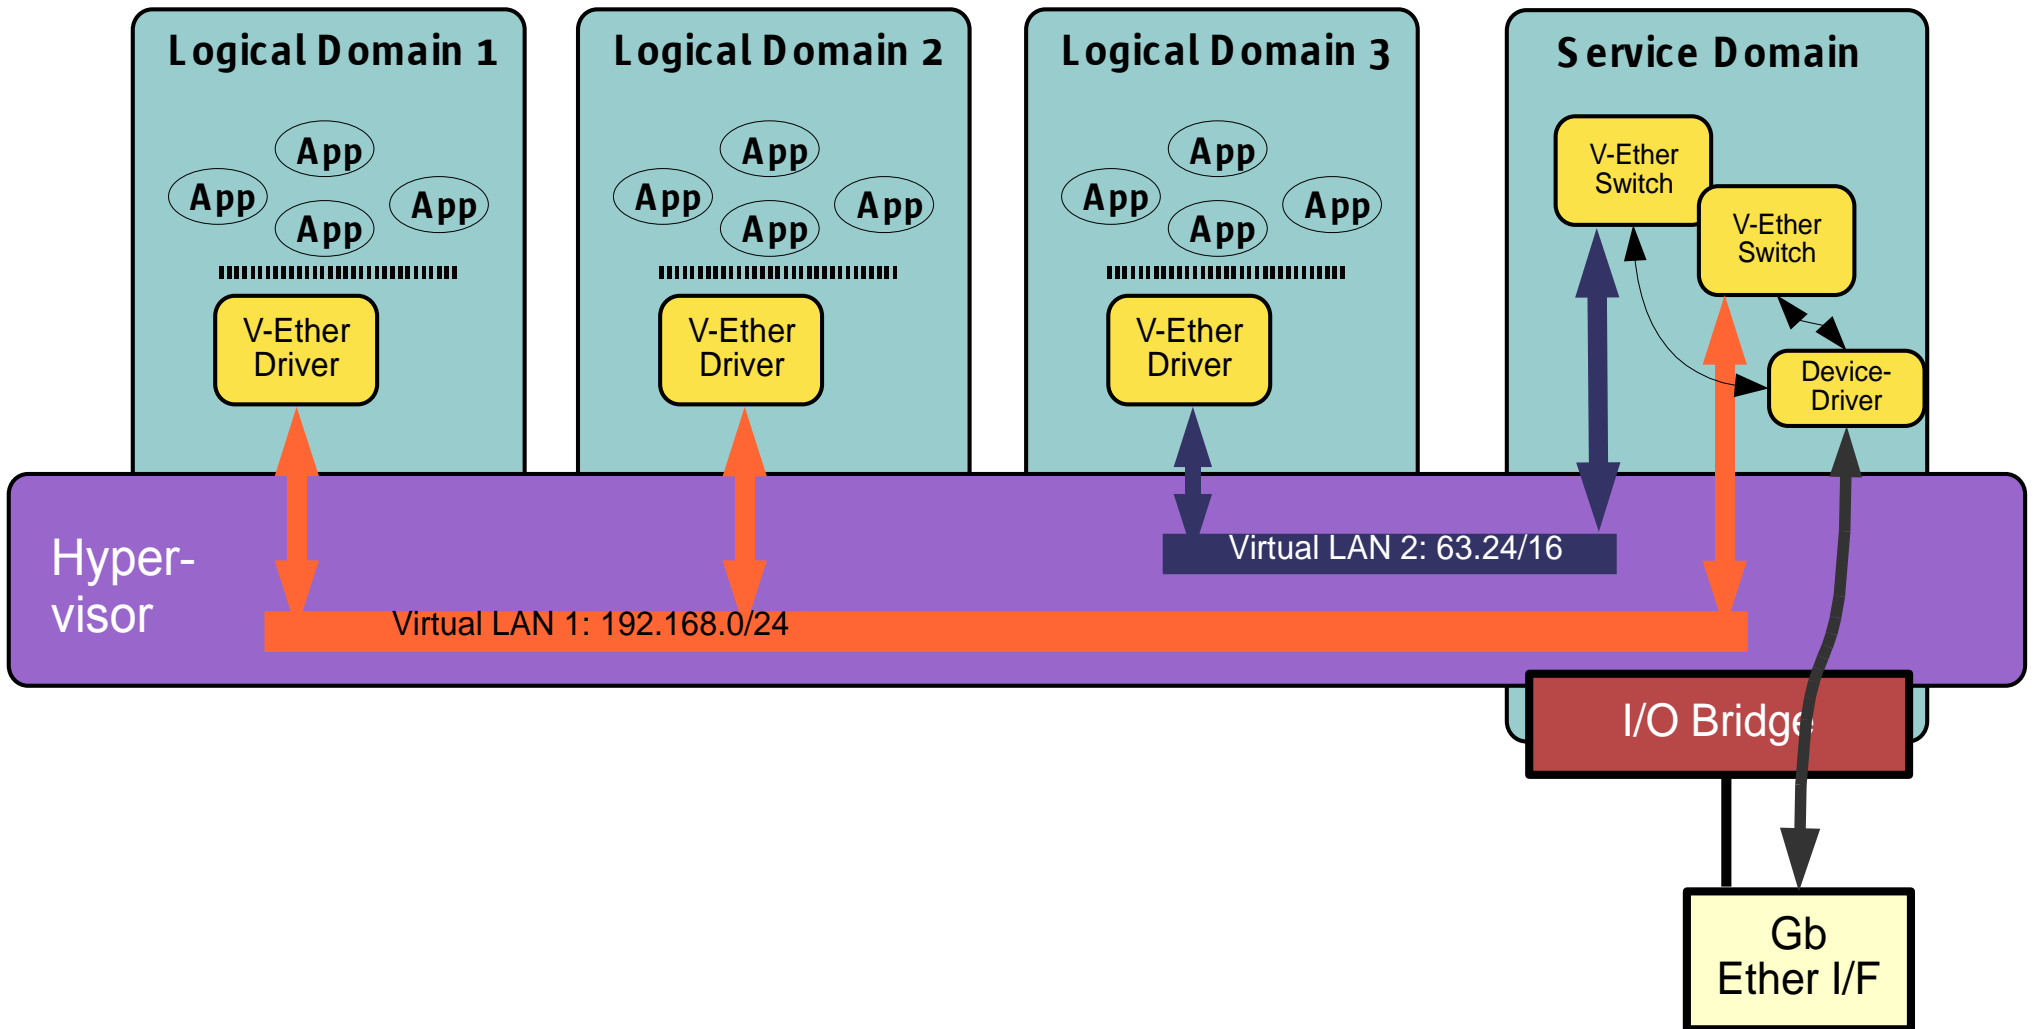 Logical Domain 1
App
App
App
App
V-Ether
Driver
Logical Domain 2
App
App
App
App
V-Ether
Driver
Logical Domain 3
App
App
App
App
V-Ether
Driver
Service Domain
V-Ether
Switch
V-Ether
Switch
Device-
Driver
Hyper-
visor
Virtual LAN 2: 63.24/16
Virtual LAN 1: 192.168.0/24
I/O Bridge
Gb
Ether I/F